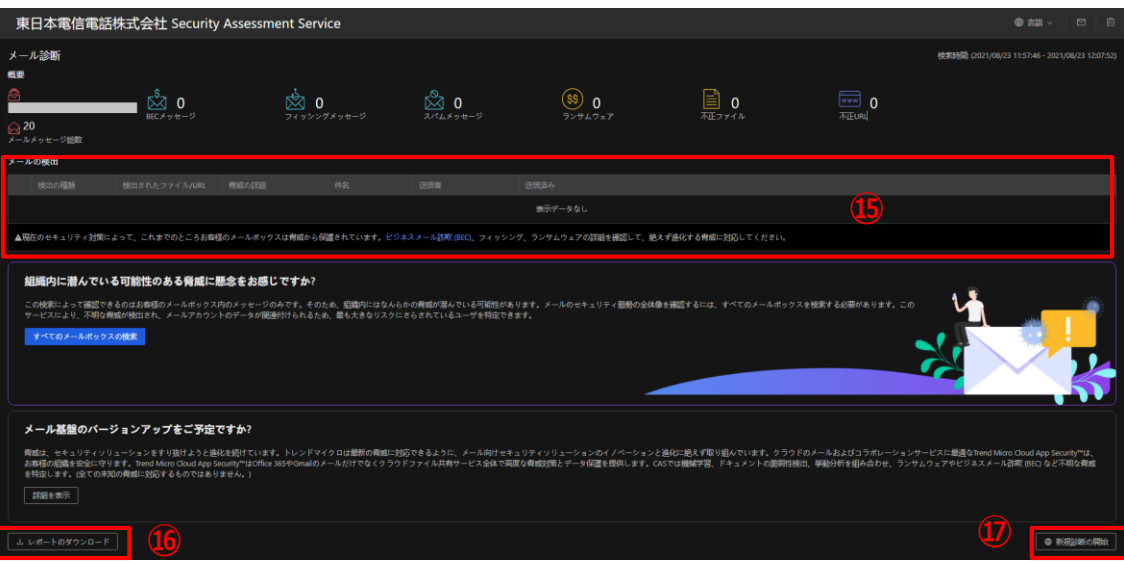 東日本電信電話株式会社 Security Assessment Service
言語
メール診断
検索時間: (2021/08/23 11:57:46 - 2021/08/23 12:07:52)
概要
0
BECメッセージ
0
フィッシングメッセージ
0
スパムメッセージ
0
ランサムウェア
0
不正ファイル
www
0
不正URL
20
メールメッセージ総数
メールの検出
検出の種類 検出されたファイル/URL 脅威の詳細 件名 送信者 送信済み
表示データなし
⑮
▲現在のセキュリティ対策によって、これまでのところお客様のメールボックスは脅威から保護されています。ビジネスメール詐欺 (BEC)、フィッシング、ランサムウェアの詳細を確認して、絶えず進化する脅威に対応してください。
組織内に潜んでいる可能性のある脅威に懸念をお感じですか?
この検索によって確認できるのはお客様のメールボックス内のメッセージのみです。そのため、組織内にはなんらかの脅威が潜んでいる可能性があります。メールのセキュリティ態勢の全体像を確認するには、すべてのメールボックスを検索する必要があります。この
サービスにより、不明な脅威が検出され、メールアカウントのデータが関連付けられるため、最も大きなリスクにさらされているユーザを特定できます。
すべてのメールボックスの検索
メール基盤のバージョンアップをご予定ですか?
脅威は、セキュリティソリューションをすり抜けようと進化を続けています。トレンドマイクロは最新の脅威に対応できるように、メール向けセキュリティソリューションのイノベーションと進化に絶えず取り組んでいます。クラウドのメールおよびコラボレーションサービスに最適なTrend Micro Cloud App Security™は、
お客様の組織を安全に守ります。Trend Micro Cloud App Security™はOffice 365やGmailのメールだけでなくクラウドファイル共有サービス全体で高度な脅威対策とデータ保護を提供します。CASでは機械学習、ドキュメントの脆弱性検出、挙動分析を組み合わせ、ランサムウェアやビジネスメール詐欺 (BEC) など不明な脅威
を特定します。(全ての未知の脅威に対応するものではありません。)
詳細を表示
レポートのダウンロード
⑯
⑰
新規診断の開始